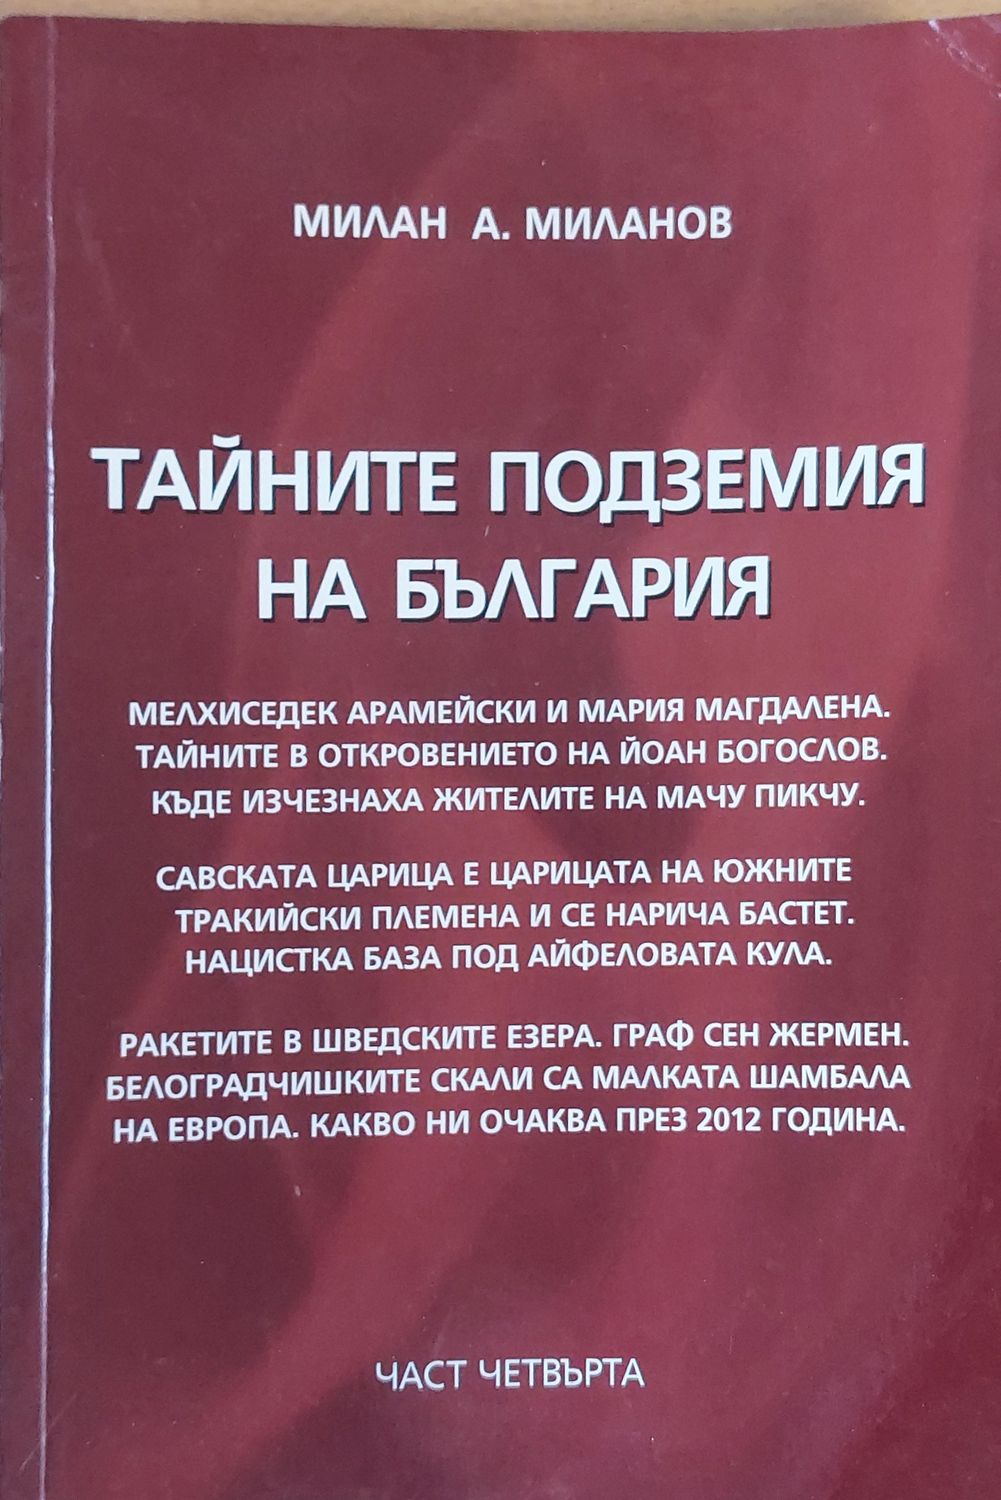 МИЛАН А. МИЛАНОВ
ТАЙНИТЕ ПОДЗЕМИЯ
НА БЪЛГАРИЯ
МЕЛХИСЕДЕК АРАМЕЙСКИ И МАРИЯ МАГДАЛЕНА.
ТАЙНИТЕ В ОТКРОВЕНИЕТО НА ЙОАН БОГОСЛОВ.
КЪДЕ ИЗЧЕЗНАХА ЖИТЕЛИТЕ НА МАЧУ ПИКЧУ.
САВСКАТА ЦАРИЦА Е ЦАРИЦАТА НА ЮЖНИТЕ
ТРАКИЙСКИ ПЛЕМЕНА И СЕ НАРИЧА БАСТЕТ.
НАЦИСТКА БАЗА ПОД АЙФЕЛОВАТА КУЛА.
РАКЕТИТЕ В ШВЕДСКИТЕ ЕЗЕРА. ГРАФ СЕН ЖЕРМЕН.
БЕЛОГРАДЧИШКИТЕ СКАЛИ СА МАЛКАТА ШАМБАЛА
НА ЕВРОПА. КАКВО НИ ОЧАКВА ПРЕЗ 2012 ГОДИНА.
ЧАСТ ЧЕТВЪРТА